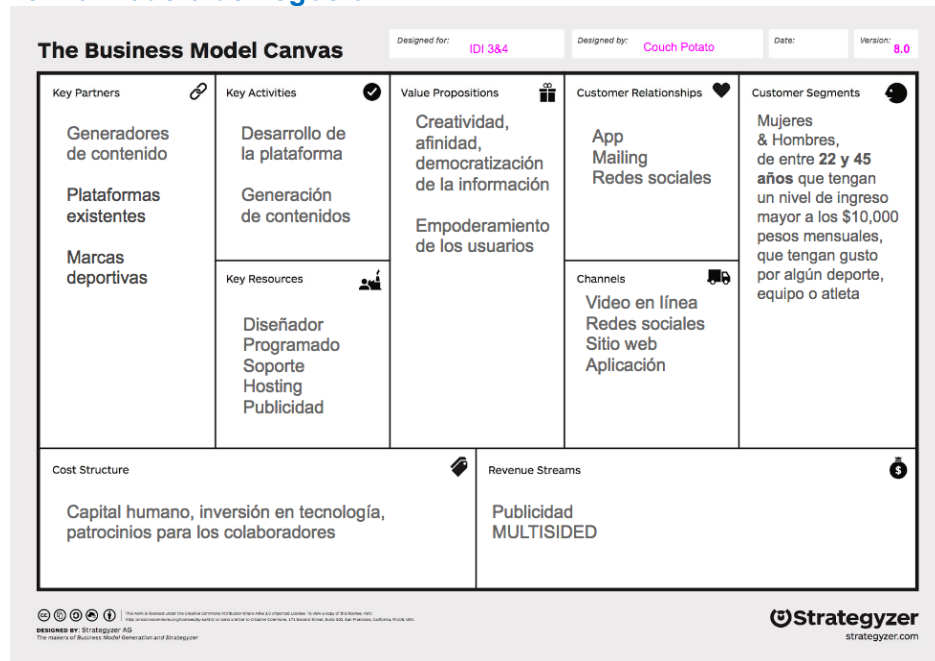 The Business Model Canvas
Designed for:
IDI 3&4
Designed by:
Couch Potato
Date:
Version:
8.0
Key Partners
Generadores
de contenido
Plataformas
existentes
Marcas
deportivas
Key Activities
Desarrollo de
la plataforma
Generación
de contenidos
Key Resources
Diseñador
Programado
Soporte
Hosting
Publicidad
Value Propositions
Creatividad,
afinidad,
democratización
de la información
Empoderamiento
de los usuarios
Customer Relationships
App
Mailing
Redes sociales
Channels
Video en línea
Redes sociales
Sitio web
Aplicación
Customer Segments
Mujeres
& Hombres,
de entre 22 y 45
años que tengan
un nivel de ingreso
mayor a los $10,000
pesos mensuales,
que tengan gusto
por algún deporte,
equipo o atleta
Cost Structure
Capital humano, inversión en tecnología,
patrocinios para los colaboradores
Revenue Streams
Publicidad
MULTISIDED
DESIGNED BY: Strategyzer AG
The makers of Business Model Generation and Strategyzer
Strategyzer
strategyzer.com